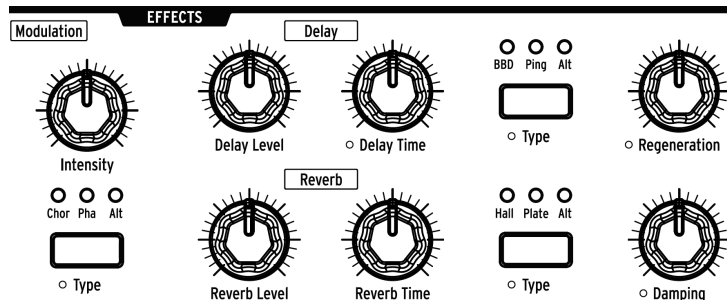 EFFECTS
Modulation
Delay
BBD Ping Alt
Intensity
Delay Level
Delay Time
Type
Regeneration
Reverb
Chor Pha Alt
Hall Plate Alt
Type
Reverb Level
Reverb Time
Type
Damping